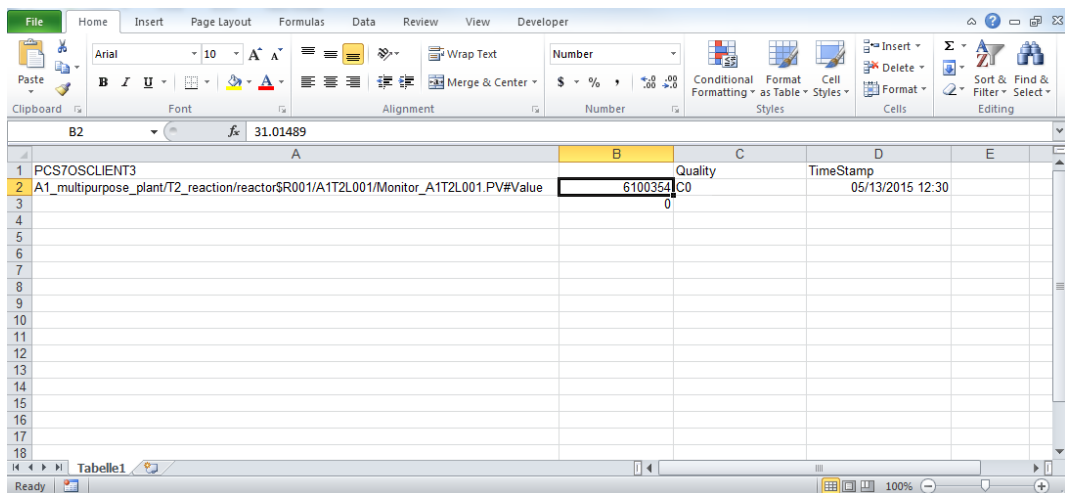 File Home Insert Page Layout Formulas Data Review View Developer
Arial 10 A A Wrap Text Number Insert Σ
Paste B I U A Merge & Center $ % , .0 .00 .00 .0 Conditional Formatting Format as Table Cell Styles Delete Format Sort & Filter Find & Select
Clipboard Font Alignment Number Styles Cells Editing
B2 fx 31.01489
A B C D E
1 PCS7OSCLIENT3 Quality TimeStamp
2 A1_multipurpose_plant/T2_reaction/reactor$R001/A1T2L001/Monitor_A1T2L001.PV#Value 6100354 C0 05/13/2015 12:30
3 0
4
5
6
7
8
9
10
11
12
13
14
15
16
17
18
Tabelle1
Ready 100%